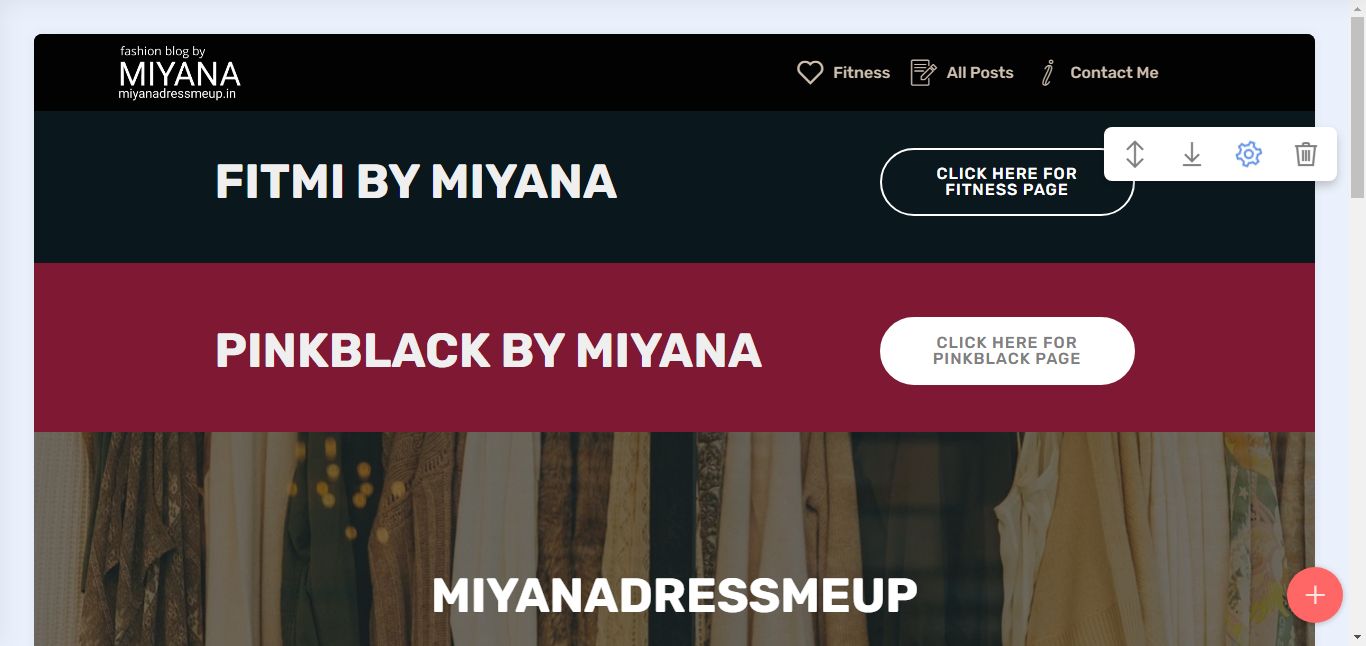 fashion blog by
MIYANA
miyanadressmeup.in
Fitness
All Posts
Contact Me
FITMI BY MIYANA
CLICK HERE FOR
FITNESS PAGE
PINKBLACK BY MIYANA
CLICK HERE FOR
PINKBLACK PAGE
MIYANADRESSMEUP